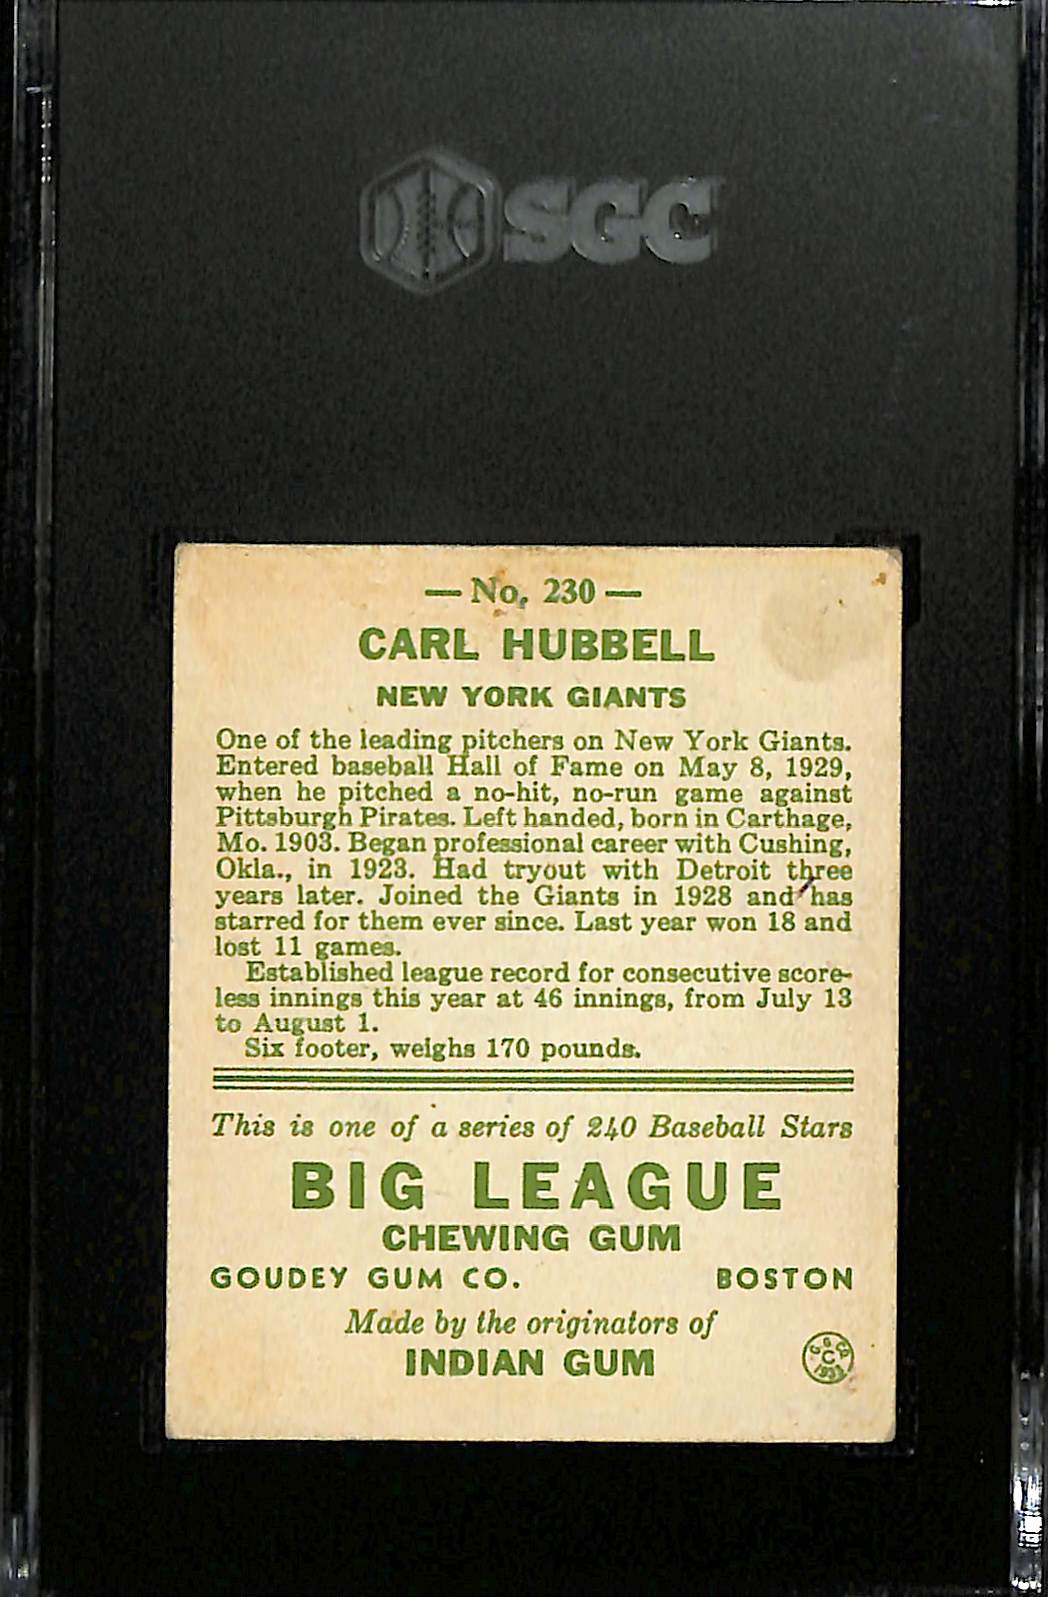 SGC
— No. 230 —
CARL HUBBELL
NEW YORK GIANTS
One of the leading pitchers on New York Giants.
Entered baseball Hall of Fame on May 8, 1929,
when he pitched a no-hit, no-run game against
Pittsburgh Pirates. Left handed, born in Carthage,
Mo. 1903. Began professional career with Cushing,
Okla., in 1923. Had tryout with Detroit three
years later. Joined the Giants in 1928 and has
starred for them ever since. Last year won 18 and
lost 11 games.
Established league record for consecutive score-
less innings this year at 46 innings, from July 13
to August 1.
Six footer, weighs 170 pounds.
This is one of a series of 240 Baseball Stars
BIG LEAGUE
CHEWING GUM
GOUDEY GUM CO. BOSTON
Made by the originators of
INDIAN GUM
G. G. CO.
C
1933